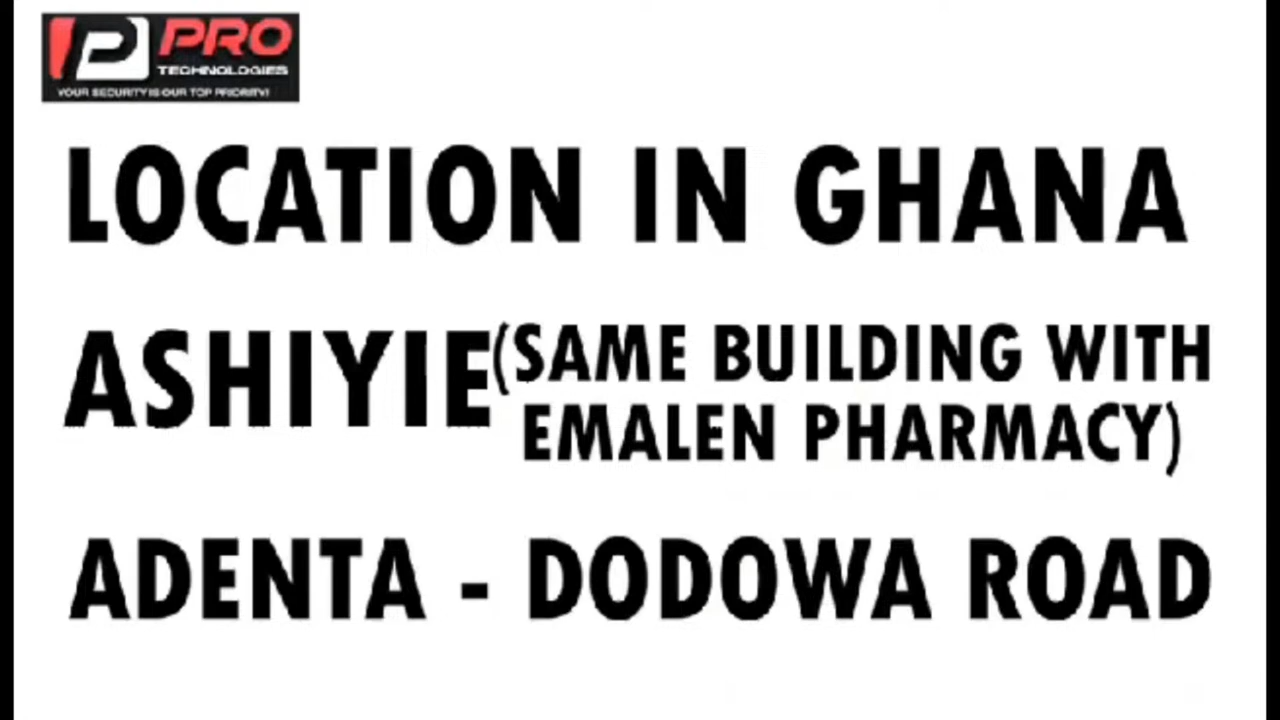 PRO
TECHNOLOGIES
YOUR SECURITY IS OUR TOP PRIORITY!
LOCATION IN GHANA
ASHIYIE (SAME BUILDING WITH
EMALEN PHARMACY)
ADENTA - DODOWA ROAD